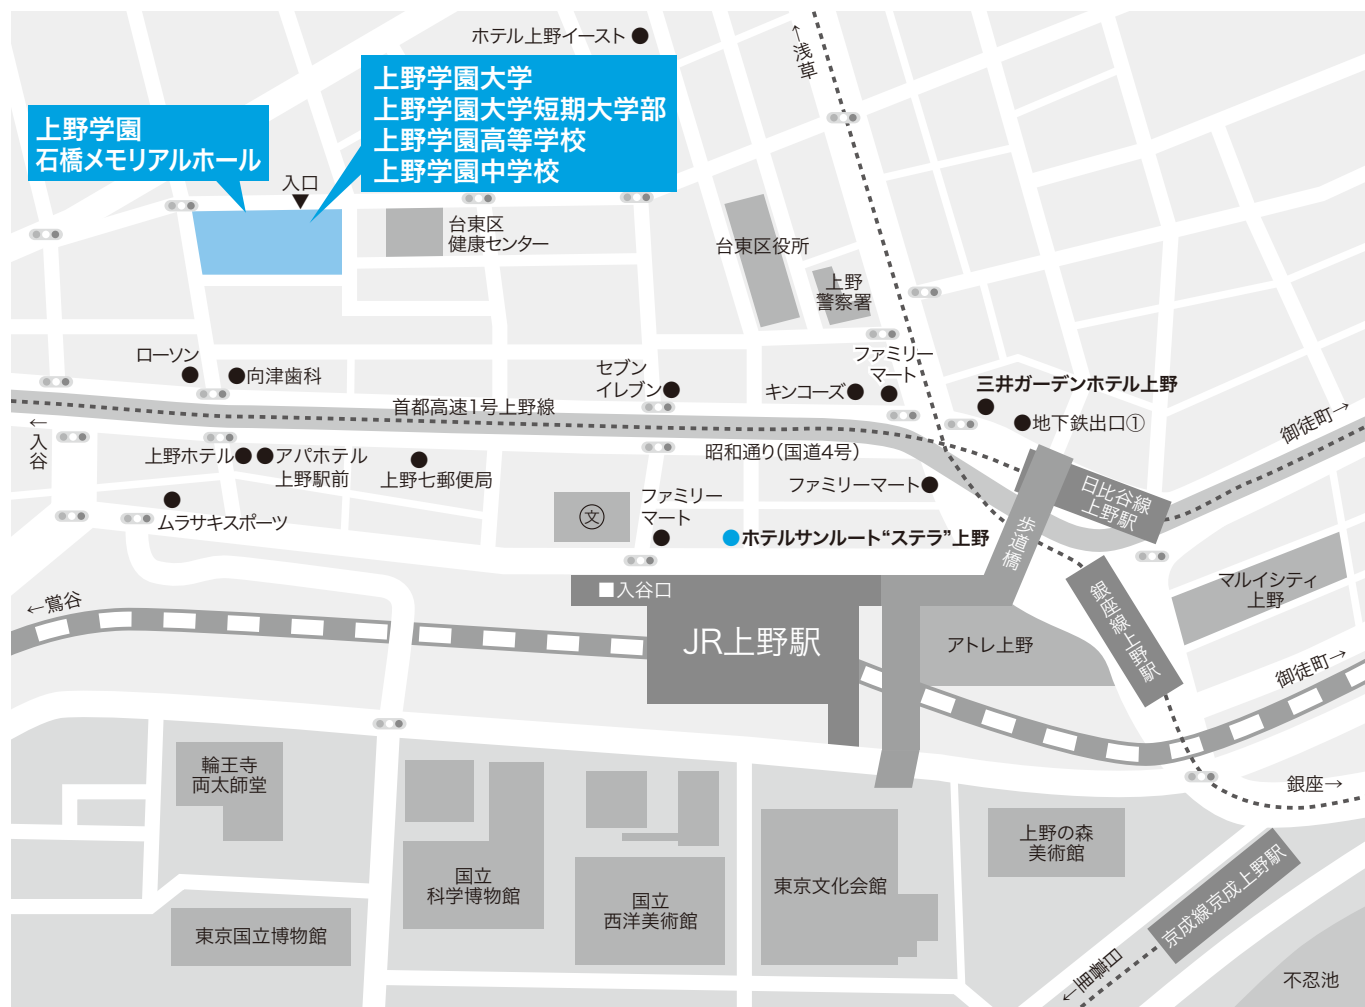 ホテル上野イースト
←浅草
上野学園大学
上野学園大学短期大学部
上野学園高等学校
上野学園中学校
上野学園
石橋メモリアルホール
入口
台東区
健康センター
台東区役所
上野
警察署
ローソン
向津歯科
セブン
イレブン
キンコーズ
ファミリー
マート
三井ガーデンホテル上野
地下鉄出口①
御徒町→
首都高速1号上野線
←入谷
昭和通り(国道4号)
上野ホテル
アパホテル
上野駅前
上野七郵便局
ムラサキスポーツ
文
ファミリー
マート
ファミリーマート
ホテルサンルート“ステラ”上野
歩道橋
日比谷線
上野駅
マルイシティ
上野
銀座線上野駅
入谷口
←鶯谷
JR上野駅
アトレ上野
御徒町→
銀座→
輪王寺
両太師堂
国立
科学博物館
国立
西洋美術館
東京文化会館
上野の森
美術館
京成線京成上野駅
東京国立博物館
日暮里→
不忍池